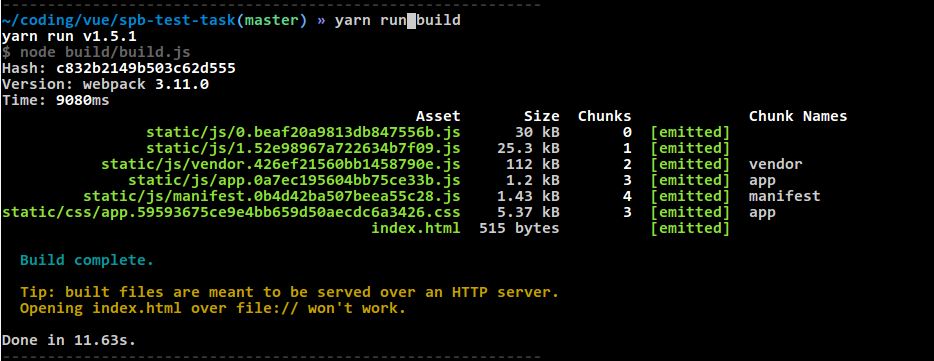 ~/coding/vue/spb-test-task(master) » yarn run build
yarn run v1.5.1
$ node build/build.js
Hash: c832b2149b503c62d555
Version: webpack 3.11.0
Time: 9080ms
Asset Size Chunks Chunk Names
static/js/0.beaf20a9813db847556b.js 30 kB 0 [emitted]
static/js/1.52e98967a722634b7f09.js 25.3 kB 1 [emitted]
static/js/vendor.426ef21560bb1458790e.js 112 kB 2 [emitted] vendor
static/js/app.0a7ec195604bb75ce33b.js 1.2 kB 3 [emitted] app
static/js/manifest.0b4d42ba507beea55c28.js 1.43 kB 4 [emitted] manifest
static/css/app.59593675ce9e4bb659d50aecdc6a3426.css 5.37 kB 3 [emitted] app
index.html 515 bytes [emitted]
Build complete.
Tip: built files are meant to be served over an HTTP server.
Opening index.html over file:// won't work.
Done in 11.63s.